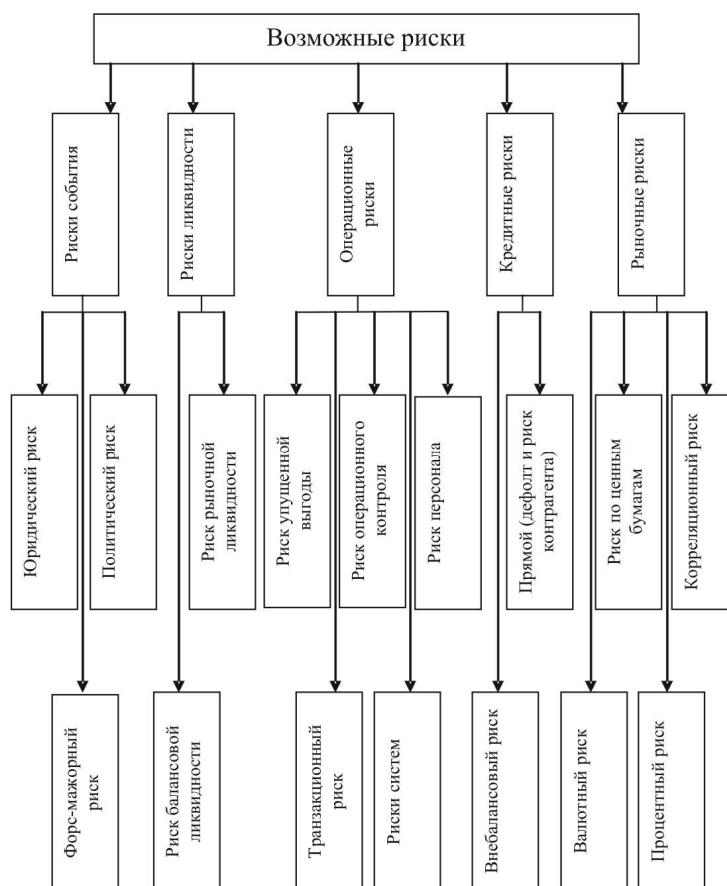 Возможные риски
Риски события
Риски ликвидности
Операционные
риски
Кредитные риски
Рыночные риски
Юридический риск
Политический риск
Риск рыночной
ликвидности
Риск упущенной
выгоды
Риск операционного
контроля
Риск персонала
Прямой (дефолт и риск
контрагента)
Риск по ценным
бумагам
Корреляционный риск
Форс-мажорный
риск
Риск балансовой
ликвидности
Транзакционный
риск
Риски систем
Внебалансовый риск
Валютный риск
Процентный риск